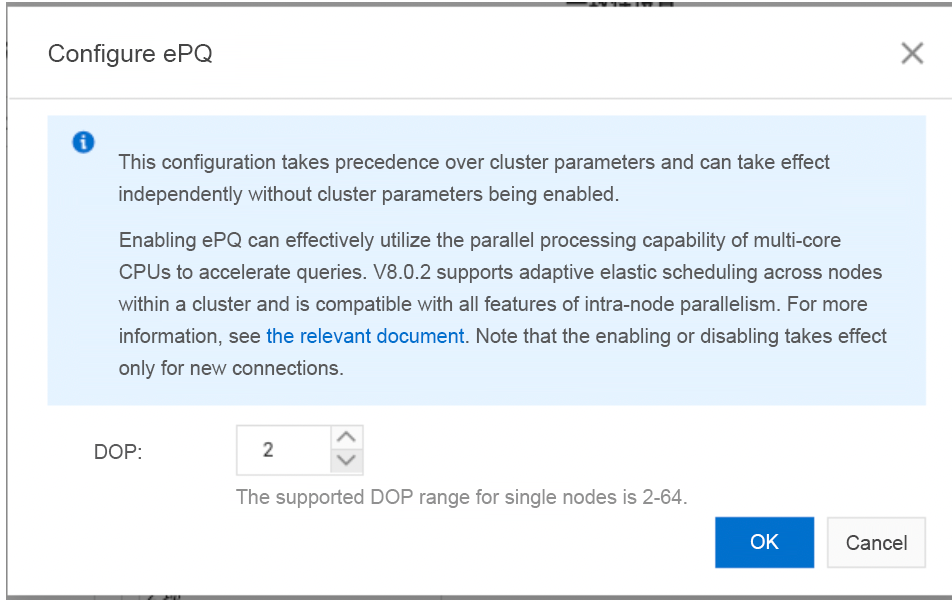 Configure ePQ
This configuration takes precedence over cluster parameters and can take effect
independently without cluster parameters being enabled.
Enabling ePQ can effectively utilize the parallel processing capability of multi-core
CPUs to accelerate queries. V8.0.2 supports adaptive elastic scheduling across nodes
within a cluster and is compatible with all features of intra-node parallelism. For more
information, see the relevant document. Note that the enabling or disabling takes effect
only for new connections.
DOP:
2
The supported DOP range for single nodes is 2-64.
OK
Cancel